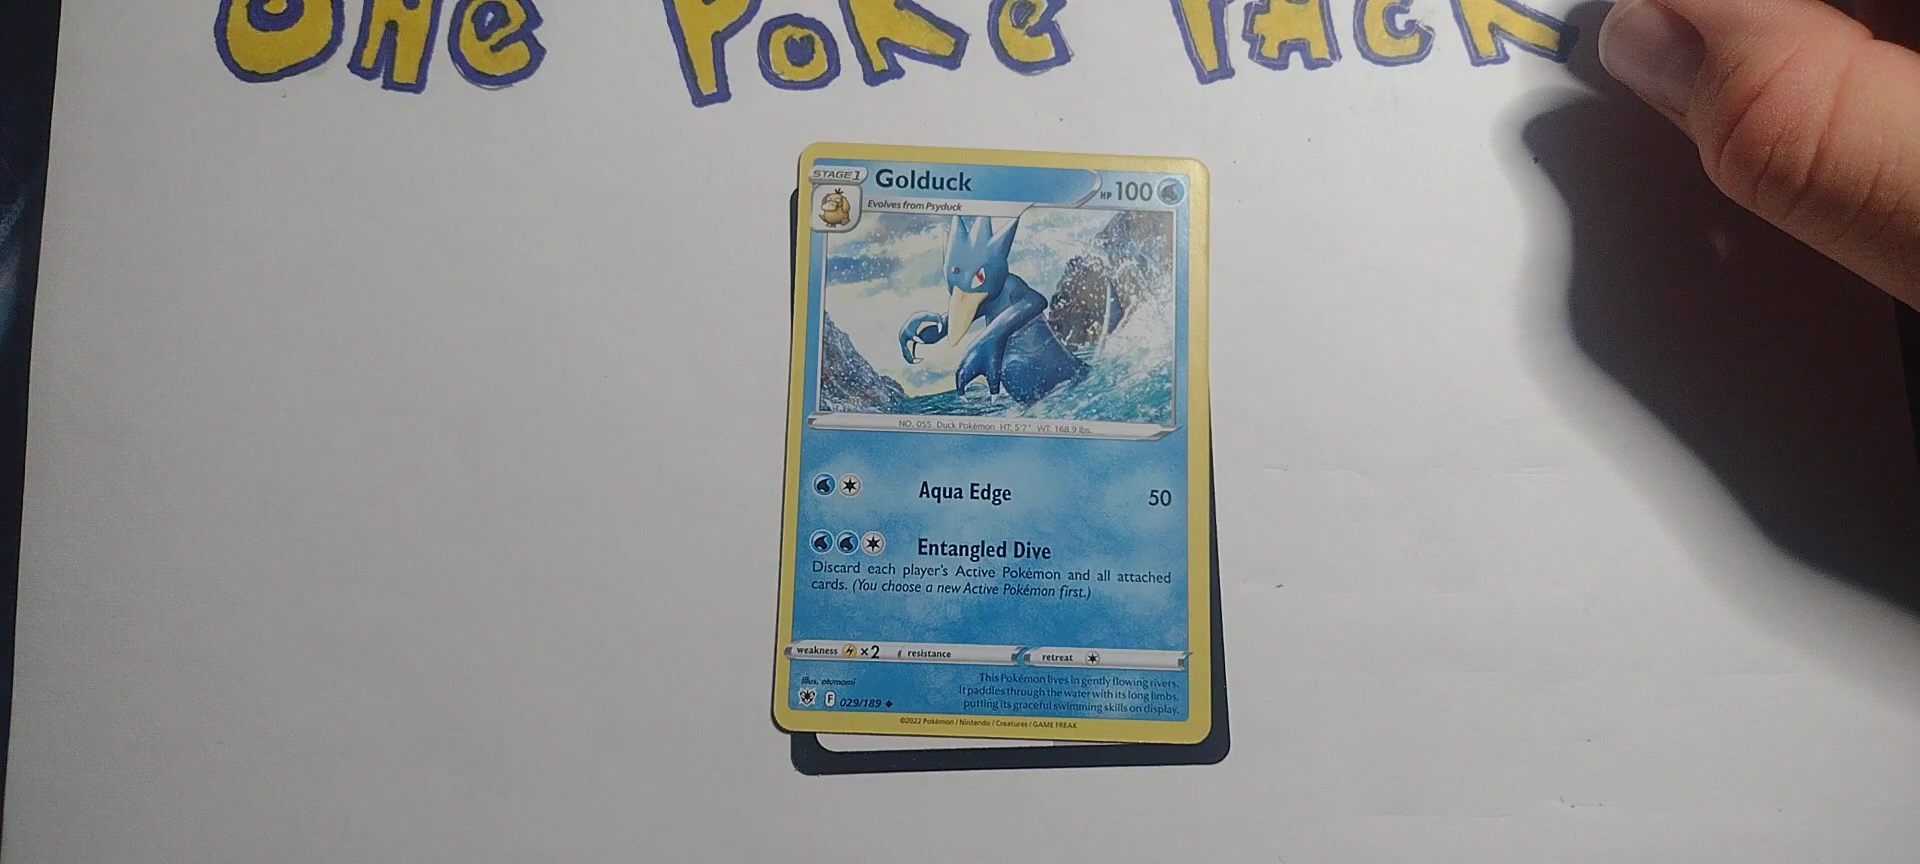 ONe PoKe PACK
STAGE 1
Golduck
HP 100
Evolves from Psyduck
NO. 055 Duck Pokémon HT: 5'7" WT: 168.9 lbs.
Aqua Edge 50
Entangled Dive
Discard each player's Active Pokémon and all attached
cards. (You choose a new Active Pokémon first.)
weakness ×2 resistance retreat
Illus. otumami
F 029/189
This Pokémon lives in gently flowing rivers.
It paddles through the water with its long limbs,
putting its graceful swimming skills on display.
©2022 Pokémon / Nintendo / Creatures / GAME FREAK